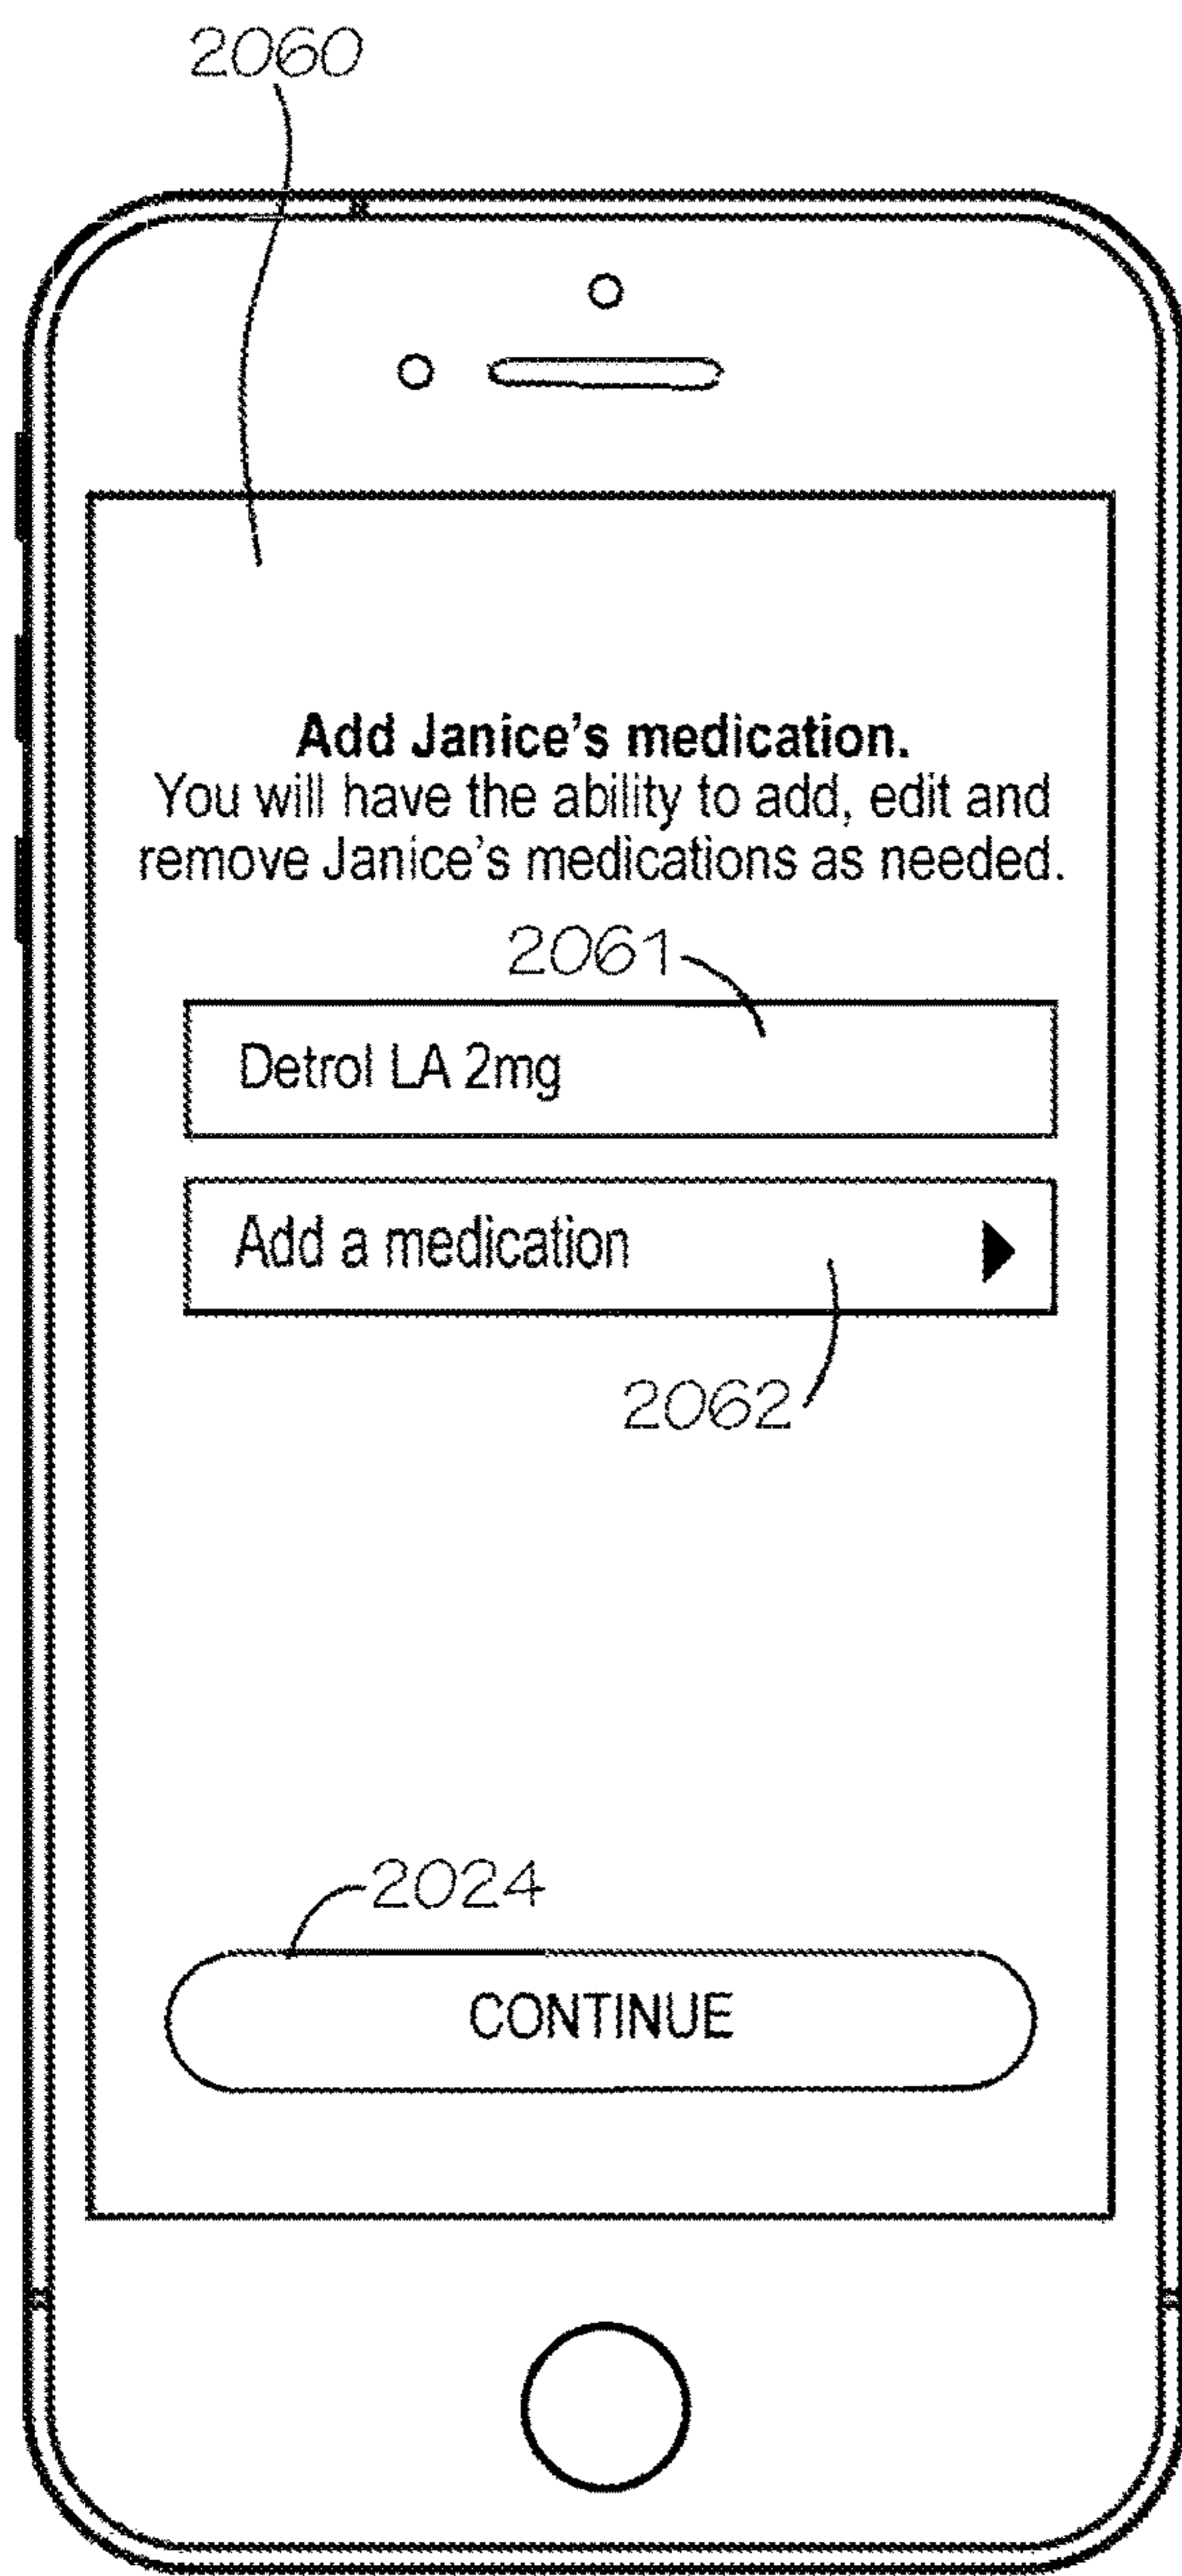 2060
Add Janice's medication.
You will have the ability to add, edit and
remove Janice's medications as needed.
2061
Detrol LA 2mg
Add a medication
2062
2024
CONTINUE